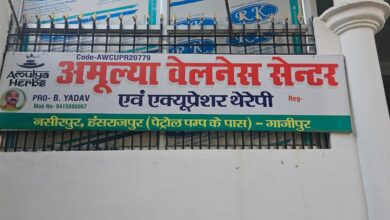 RK
Code-AWCUPR20779
Amulya
Herbs
अमूल्या वेलनेस सेन्टर
एवं एक्यूप्रेशर थेरेपी
Reg-
PRO- B. YADAV
नसीरपुर, हंसराजपुर (पेट्रोल पम्प के पास) – गाजीपुर